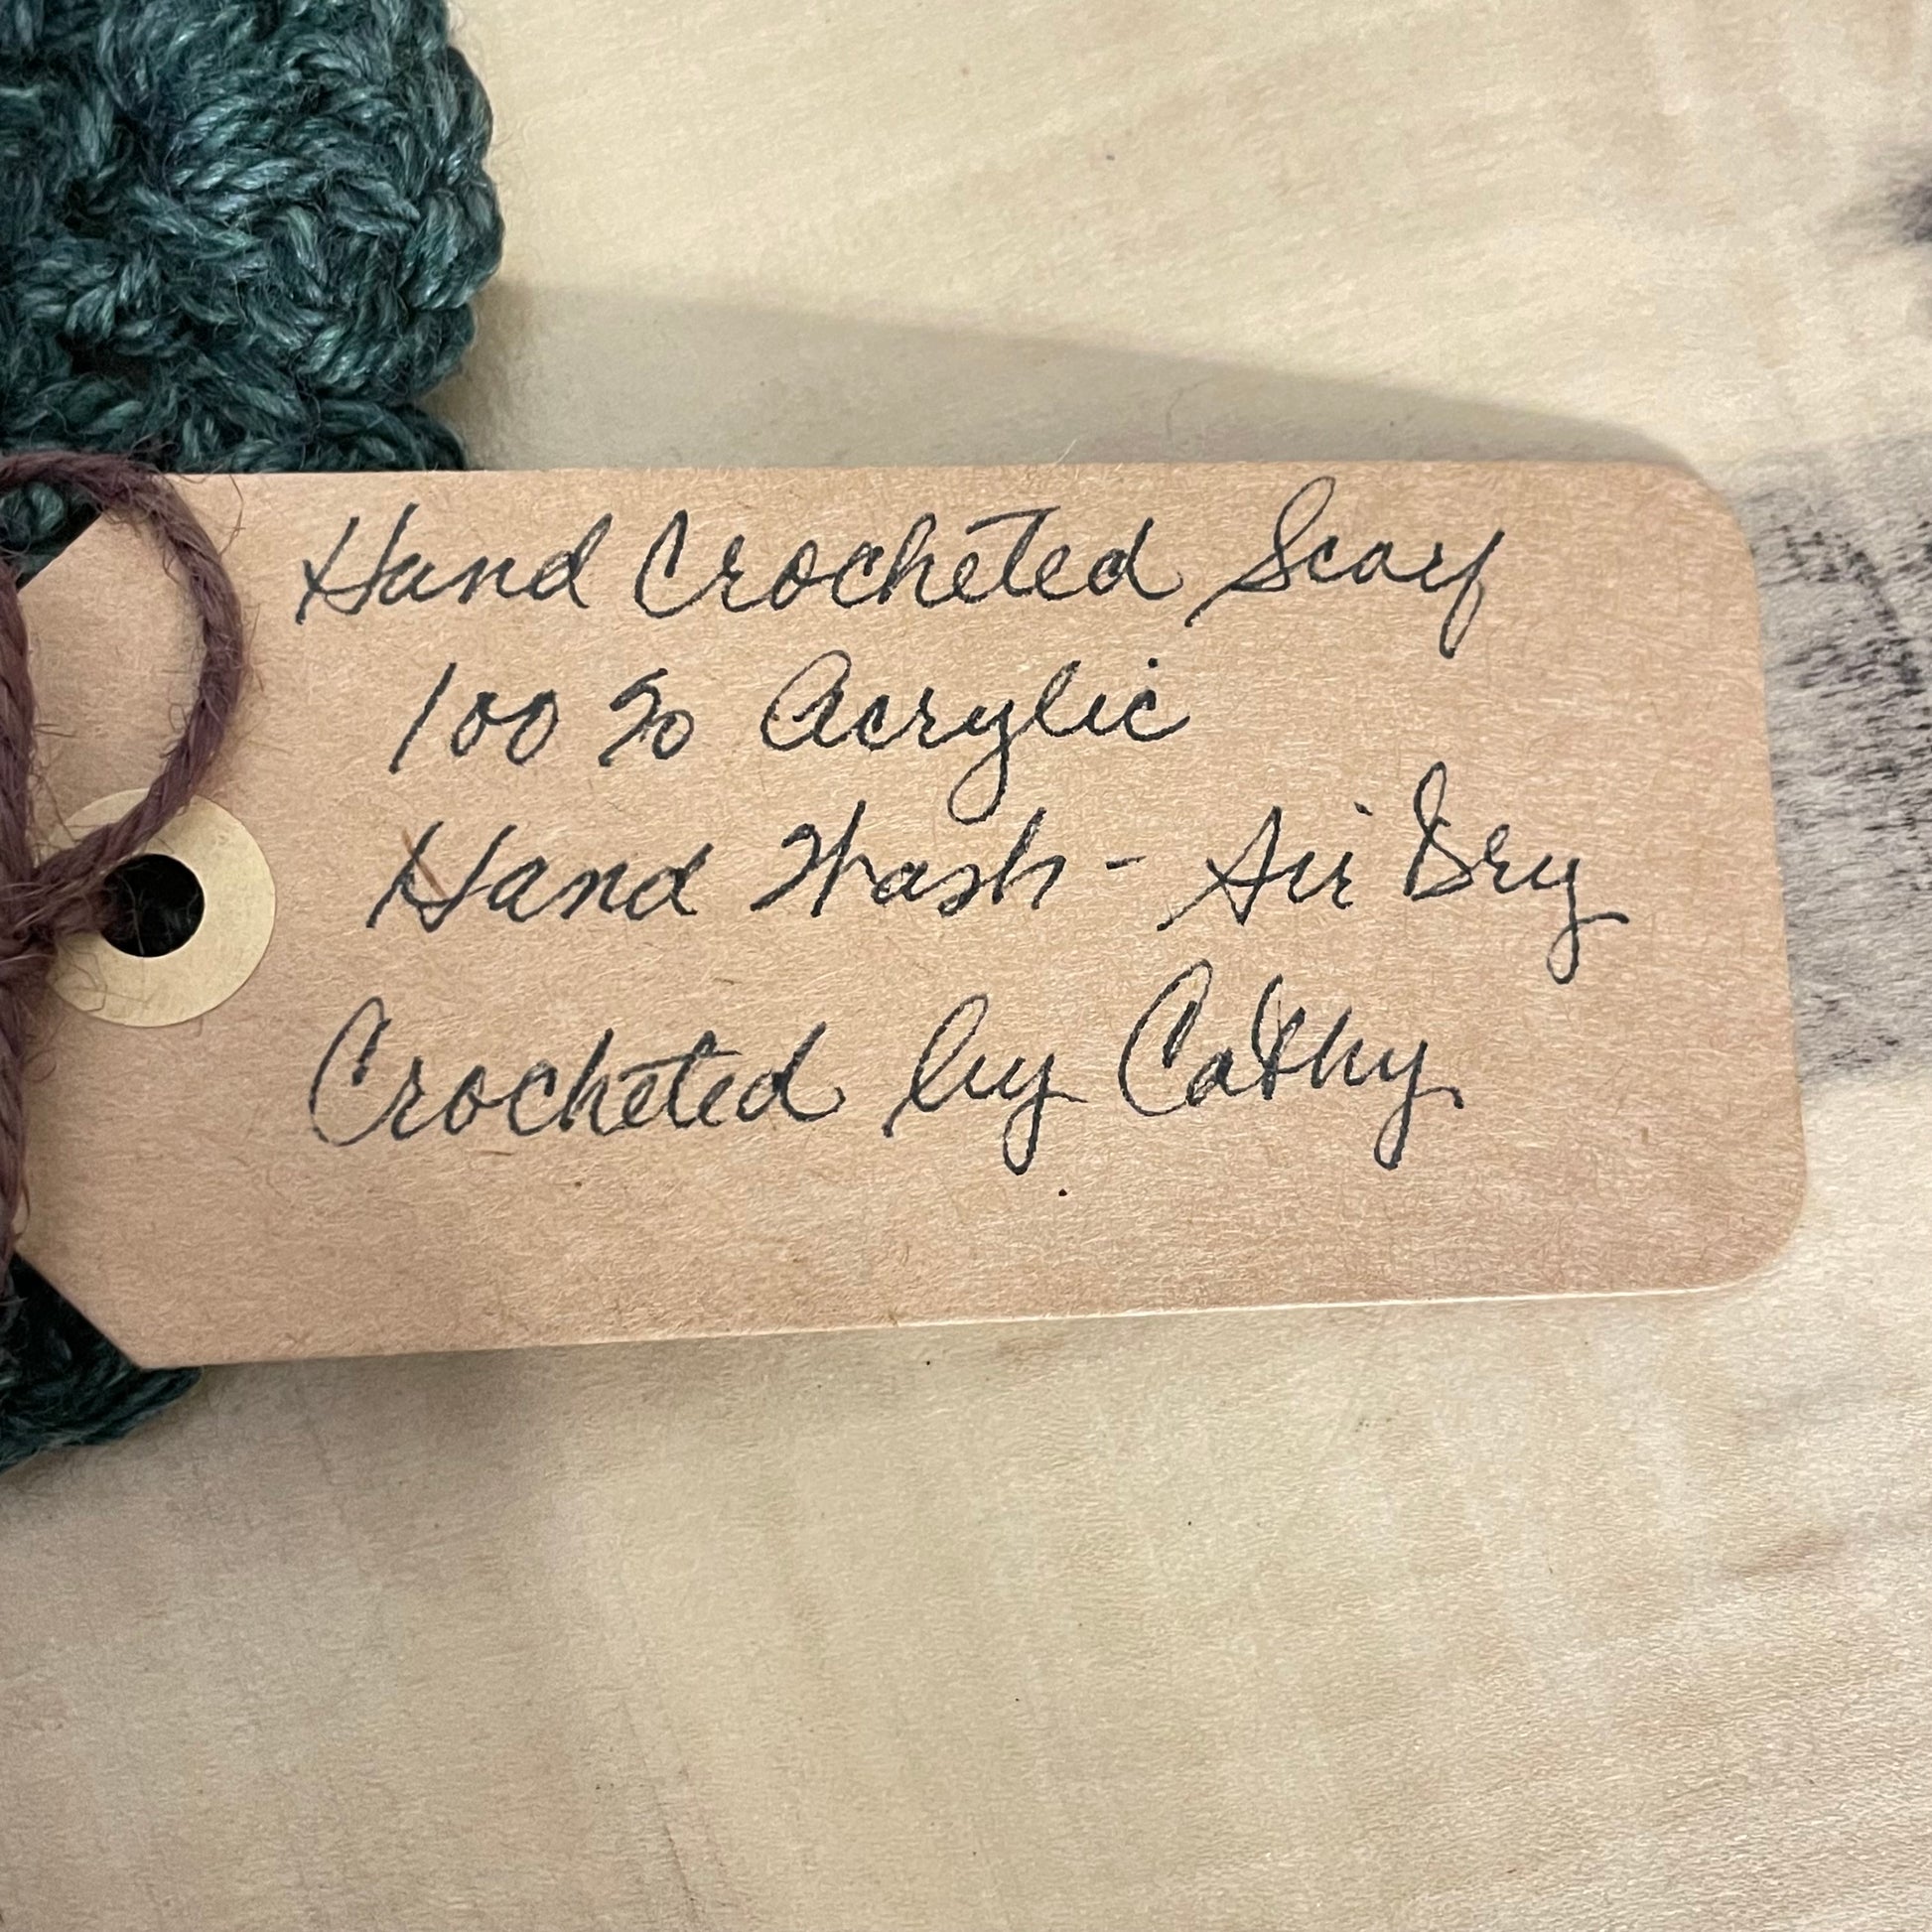 Hand Crocheted Scarf
100% Acrylic
Hand Wash - Air Dry
Crocheted by Cathy